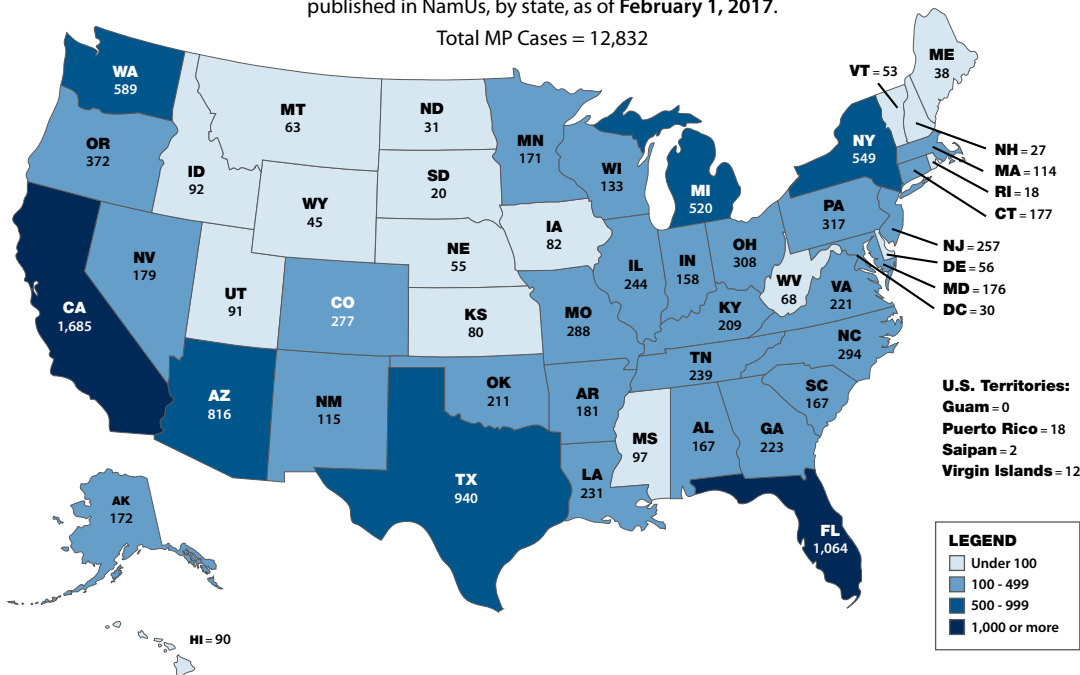 published in NamUs, by state, as of February 1, 2017.
Total MP Cases = 12,832
WA
589
OR
372
CA
1,685
NV
179
ID
92
MT
63
WY
45
UT
91
AZ
816
CO
277
NM
115
ND
31
SD
20
NE
55
KS
80
OK
211
TX
940
MN
171
IA
82
MO
288
AR
181
LA
231
WI
133
IL
244
MI
520
IN
158
OH
308
KY
209
TN
239
MS
97
AL
167
GA
223
FL
1,064
SC
167
NC
294
VA
221
WV
68
PA
317
NY
549
VT = 53
ME
38
NH = 27
MA = 114
RI = 18
CT = 177
NJ = 257
DE = 56
MD = 176
DC = 30
AK
172
HI = 90
U.S. Territories:
Guam = 0
Puerto Rico = 18
Saipan = 2
Virgin Islands = 12
LEGEND
Under 100
100 - 499
500 - 999
1,000 or more